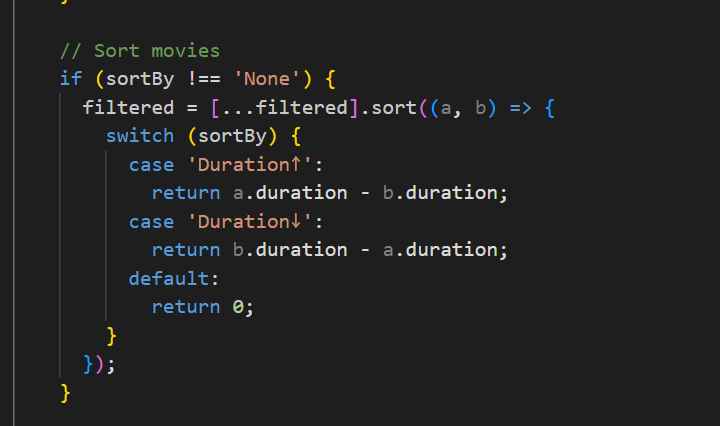 // Sort movies
if (sortBy !== 'None') {
filtered = [...filtered].sort((a, b) => {
switch (sortBy) {
case 'Duration↑':
return a.duration - b.duration;
case 'Duration↓':
return b.duration - a.duration;
default:
return 0;
}
});
}